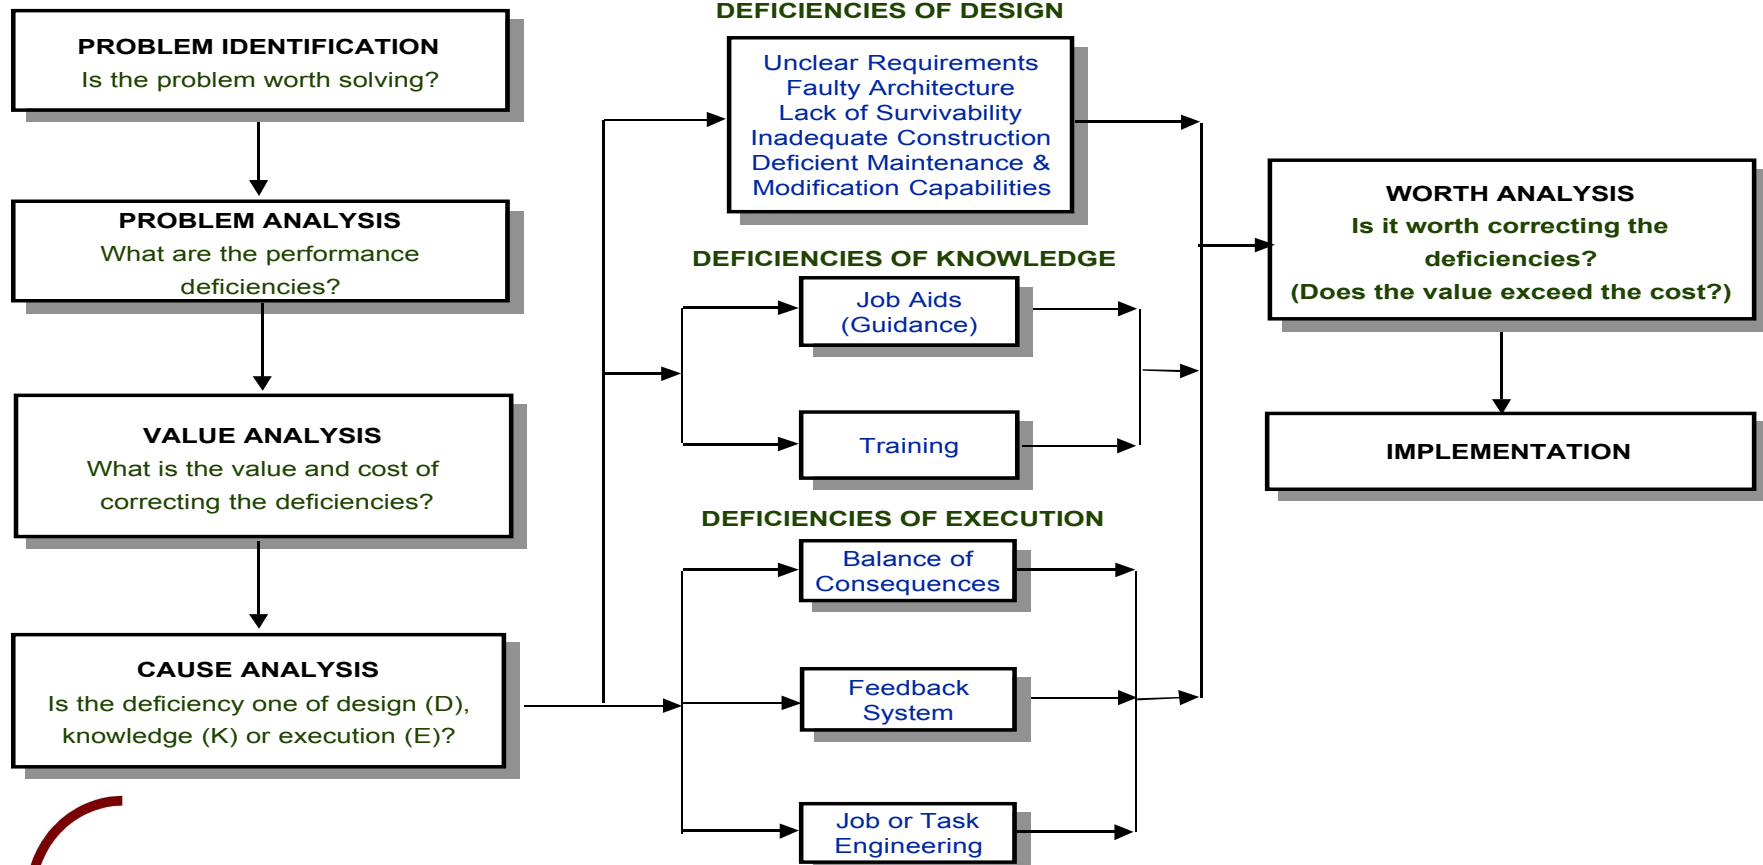 PROBLEM IDENTIFICATION
Is the problem worth solving?
PROBLEM ANALYSIS
What are the performance
deficiencies?
VALUE ANALYSIS
What is the value and cost of
correcting the deficiencies?
CAUSE ANALYSIS
Is the deficiency one of design (D),
knowledge (K) or execution (E)?
DEFICIENCIES OF DESIGN
Unclear Requirements
Faulty Architecture
Lack of Survivability
Inadequate Construction
Deficient Maintenance &
Modification Capabilities
DEFICIENCIES OF KNOWLEDGE
Job Aids
(Guidance)
Training
DEFICIENCIES OF EXECUTION
Balance of
Consequences
Feedback
System
Job or Task
Engineering
WORTH ANALYSIS
Is it worth correcting the
deficiencies?
(Does the value exceed the cost?)
IMPLEMENTATION